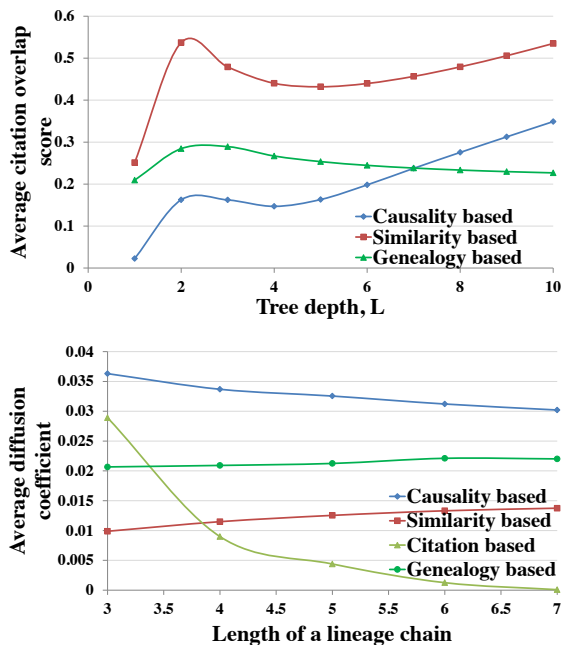 Average citation overlap
score
0.6
0.5
0.4
0.3
0.2
0.1
0
Causality based
Similarity based
Genealogy based
0 2 4 6 8 10
Tree depth, L
Average diffusion
coefficient
0.04
0.035
0.03
0.025
0.02
0.015
0.01
0.005
0
Causality based
Similarity based
Citation based
Genealogy based
3 3.5 4 4.5 5 5.5 6 6.5 7
Length of a lineage chain